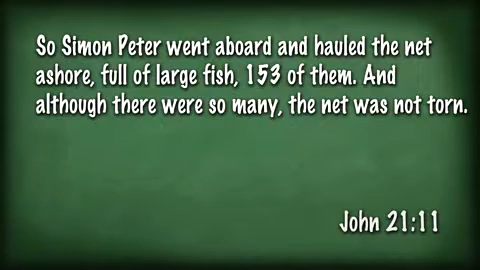 So Simon Peter went aboard and hauled the net
ashore, full of large fish, 153 of them. And
although there were so many, the net was not torn.
John 21:11